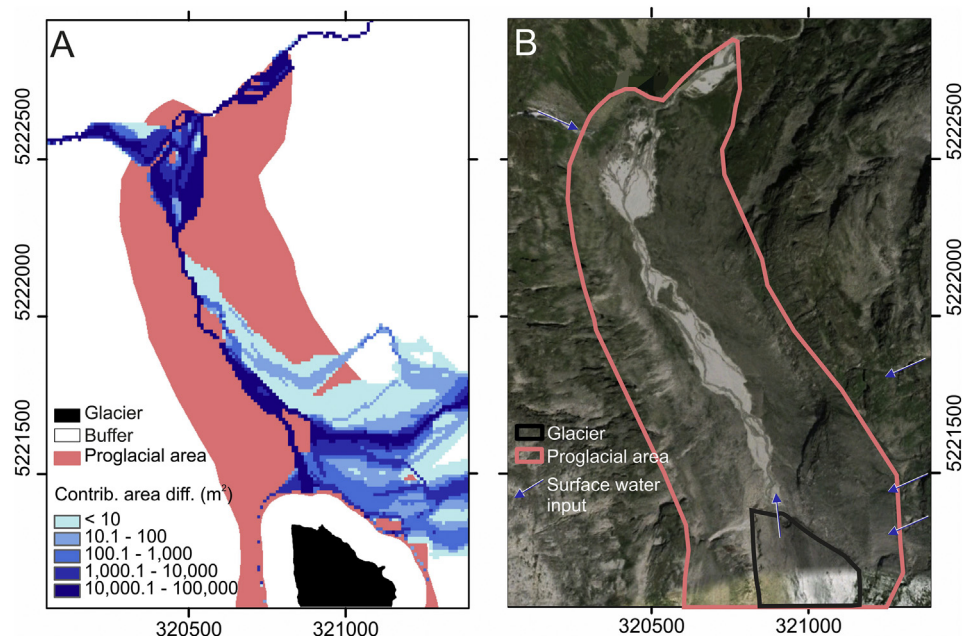 A
B
5222500
5222000
5221500
5222500
5222000
5221500
Glacier
Buffer
Proglacial area
Contrib. area diff. (m²)
< 10
10.1 - 100
100.1 - 1,000
1,000.1 - 10,000
10,000.1 - 100,000
Glacier
Proglacial area
Surface water
input
320500
321000
320500
321000